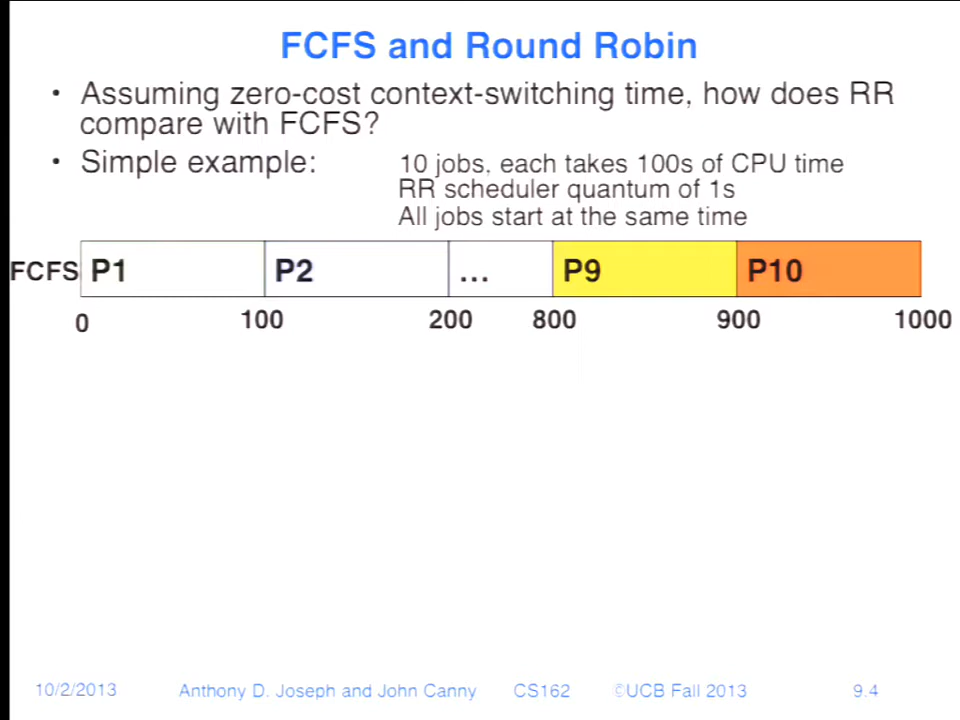 FCFS and Round Robin
• Assuming zero-cost context-switching time, how does RR
compare with FCFS?
• Simple example: 10 jobs, each takes 100s of CPU time
RR scheduler quantum of 1s
All jobs start at the same time
FCFS P1 P2 ... P9 P10
0 100 200 800 900 1000
10/2/2013 Anthony D. Joseph and John Canny CS162 ©UCB Fall 2013 9.4